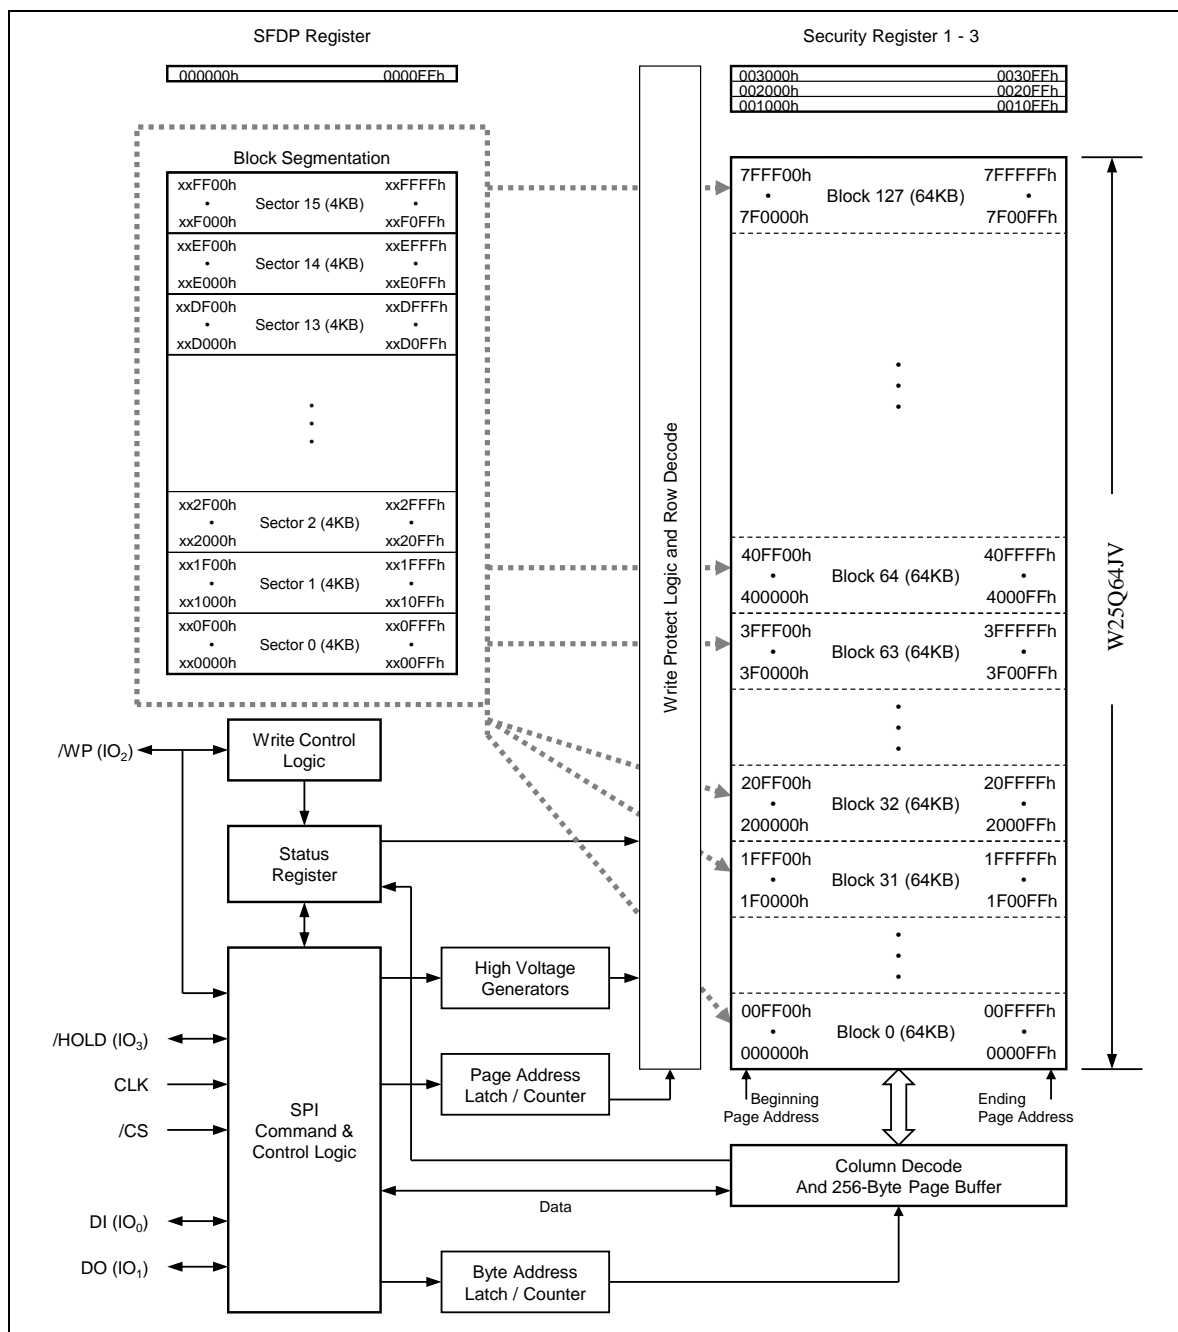 SFDP Register
000000h 0000FFh
Security Register 1 - 3
003000h 0030FFh
002000h 0020FFh
001000h 0010FFh
Block Segmentation
xxFF00h xxFFFFh
• Sector 15 (4KB) •
xxF000h xxF0FFh
xxEF00h xxEFFFh
• Sector 14 (4KB) •
xxE000h xxE0FFh
xxDF00h xxDFFFh
• Sector 13 (4KB) •
xxD000h xxD0FFh
xx2F00h xx2FFFh
• Sector 2 (4KB) •
xx2000h xx20FFh
xx1F00h xx1FFFh
• Sector 1 (4KB) •
xx1000h xx10FFh
xx0F00h xx0FFFh
• Sector 0 (4KB) •
xx0000h xx00FFh
Write Protect Logic and Row Decode
7FFF00h 7FFFFFh
• Block 127 (64KB) •
7F0000h 7F00FFh
40FF00h 40FFFFh
• Block 64 (64KB) •
400000h 4000FFh
3FFF00h 3FFFFFh
• Block 63 (64KB) •
3F0000h 3F00FFh
20FF00h 20FFFFh
• Block 32 (64KB) •
200000h 2000FFh
1FFF00h 1FFFFFh
• Block 31 (64KB) •
1F0000h 1F00FFh
00FF00h 00FFFFh
• Block 0 (64KB) •
000000h 0000FFh
W25Q64JV
Beginning
Page Address
Ending
Page Address
/WP (IO₂)
Write Control
Logic
Status
Register
High Voltage
Generators
/HOLD (IO₃)
CLK
/CS
DI (IO₀)
DO (IO₁)
SPI
Command &
Control Logic
Page Address
Latch / Counter
Column Decode
And 256-Byte Page Buffer
Data
Byte Address
Latch / Counter